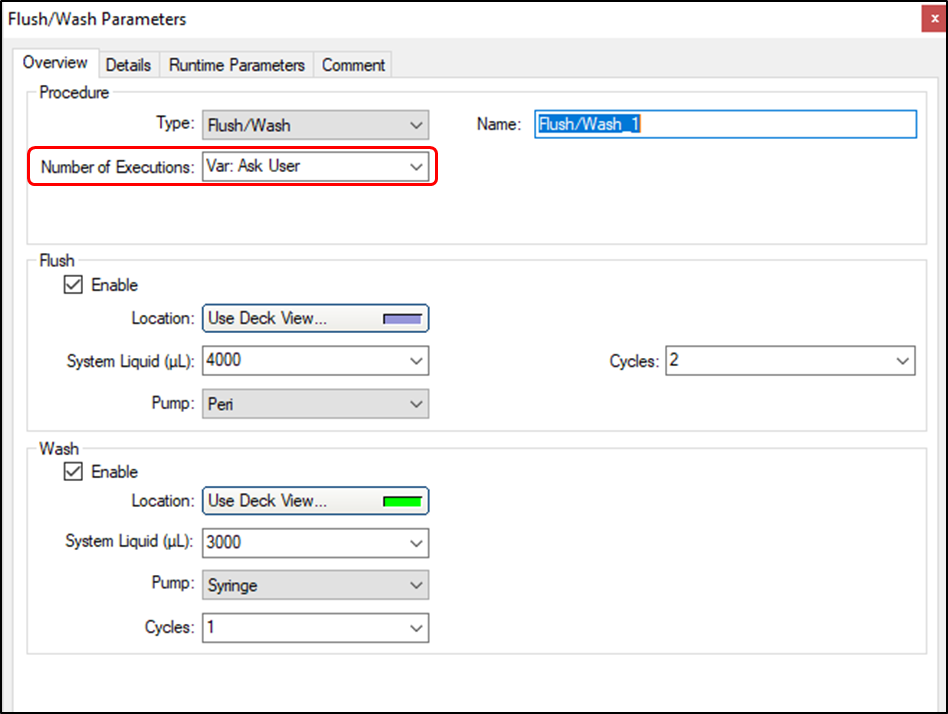 Flush/Wash Parameters
x
Overview Details Runtime Parameters Comment
Procedure
Type: Flush/Wash Name: Flush/Wash_1
Number of Executions: Var: Ask User
Flush
Enable
Location: Use Deck View...
System Liquid (µL): 4000 Cycles: 2
Pump: Peri
Wash
Enable
Location: Use Deck View...
System Liquid (µL): 3000
Pump: Syringe
Cycles: 1